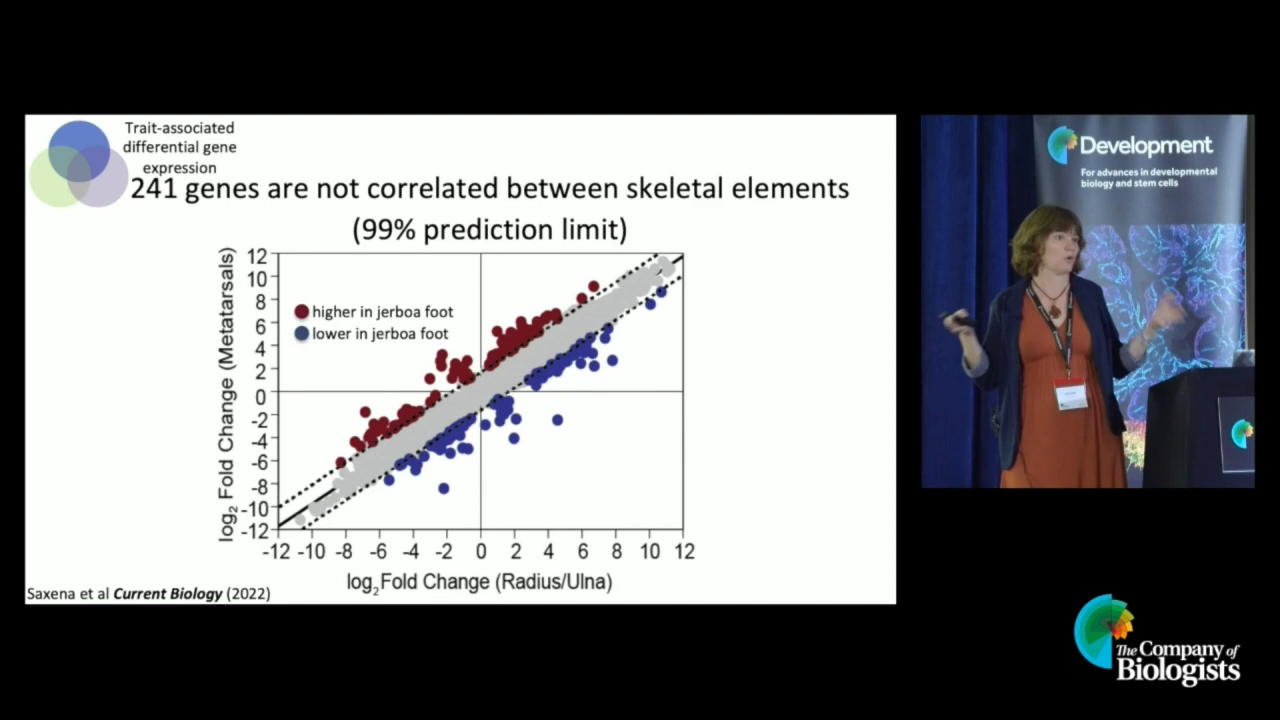 Trait-associated
differential gene
expression
241 genes are not correlated between skeletal elements
(99% prediction limit)
log₂ Fold Change (Metatarsals)
12
10
8
6
4
2
0
-2
-4
-6
-8
-10
-12
higher in jerboa foot
lower in jerboa foot
-12 -10 -8 -6 -4 -2 0 2 4 6 8 10 12
log₂Fold Change (Radius/Ulna)
Saxena et al Current Biology (2022)
Development
For advances in developmental
biology and stem cells
The Company of
Biologists